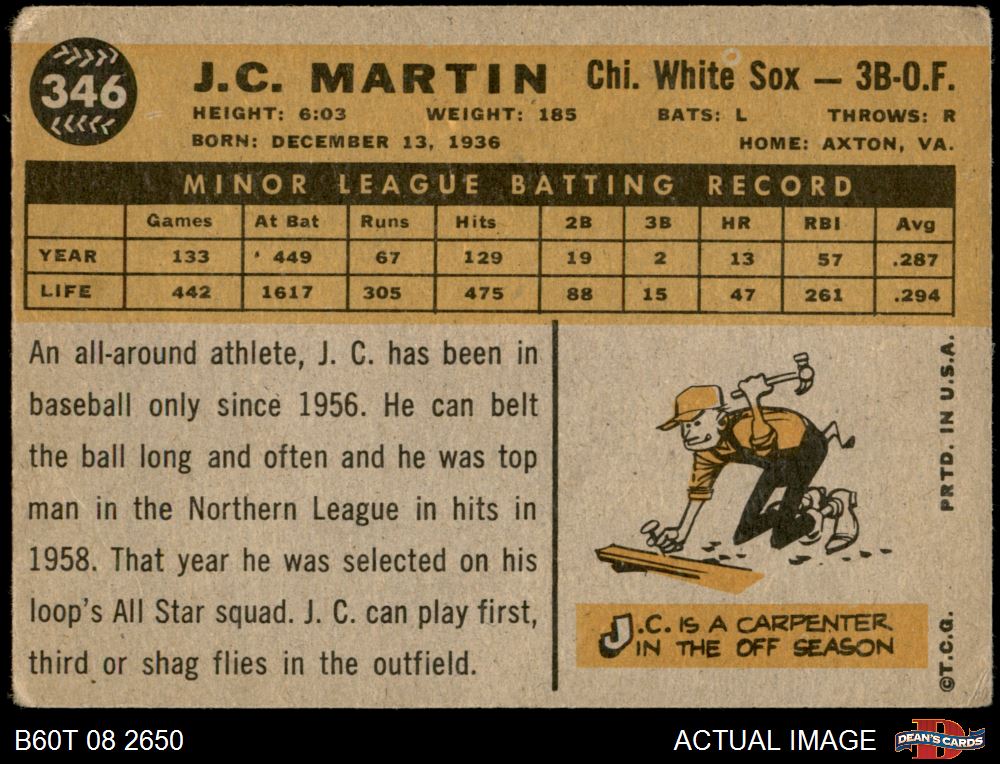 346
J.C. MARTIN Chi. White Sox — 3B-O.F.
HEIGHT: 6:03 WEIGHT: 185 BATS: L THROWS: R
BORN: DECEMBER 13, 1936 HOME: AXTON, VA.
MINOR LEAGUE BATTING RECORD
Games At Bat Runs Hits 2B 3B HR RBI Avg
YEAR 133 449 67 129 19 2 13 57 .287
LIFE 442 1617 305 475 88 15 47 261 .294
An all-around athlete, J. C. has been in
baseball only since 1956. He can belt
the ball long and often and he was top
man in the Northern League in hits in
1958. That year he was selected on his
loop's All Star squad. J. C. can play first,
third or shag flies in the outfield.
J.C. IS A CARPENTER
IN THE OFF SEASON
PRTD. IN U.S.A.
©T.C.G.
B60T 08 2650
ACTUAL IMAGE
D
DEAN'S CARDS